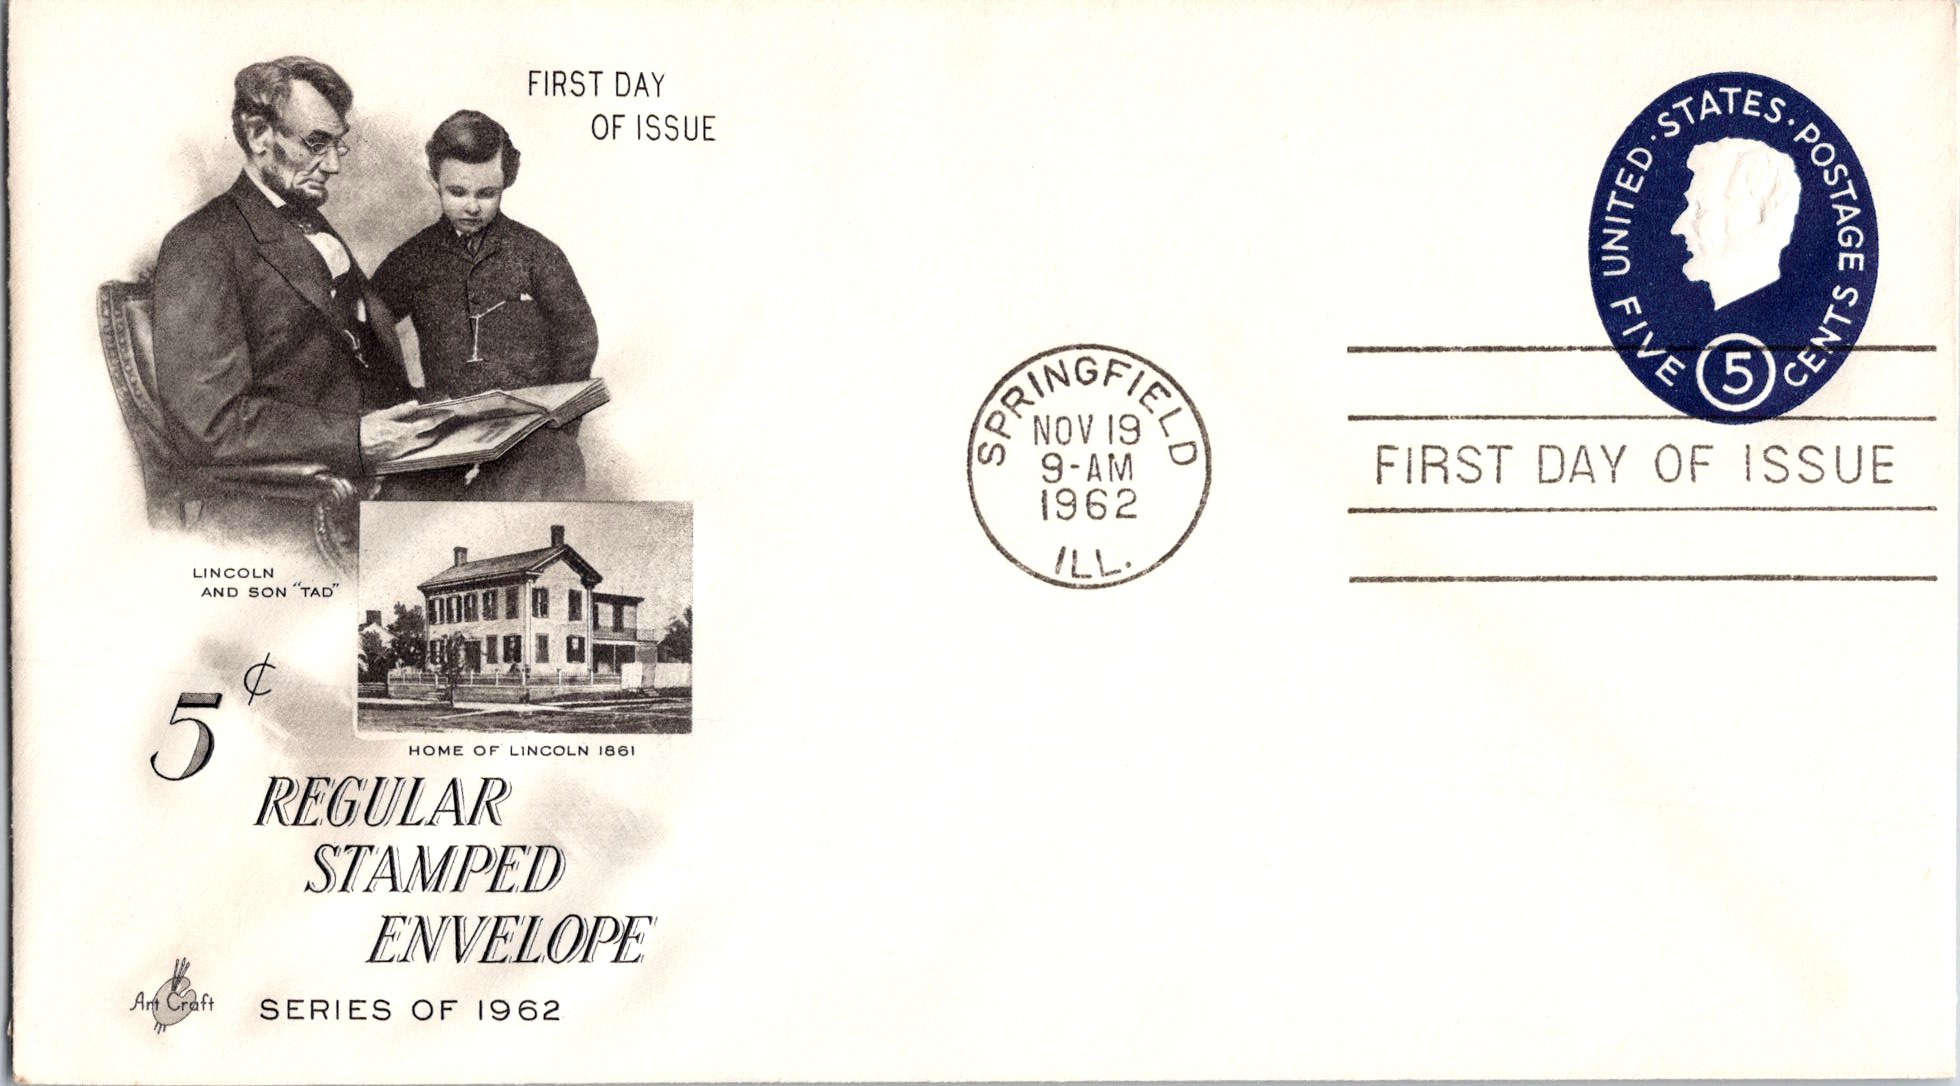 FIRST DAY
OF ISSUE
UNITED · STATES · POSTAGE
FIVE 5 CENTS
SPRINGFIELD
NOV 19
9-AM
1962
ILL.
FIRST DAY OF ISSUE
LINCOLN
AND SON "TAD"
HOME OF LINCOLN 1861
5¢
REGULAR
STAMPED
ENVELOPE
Art Craft
SERIES OF 1962